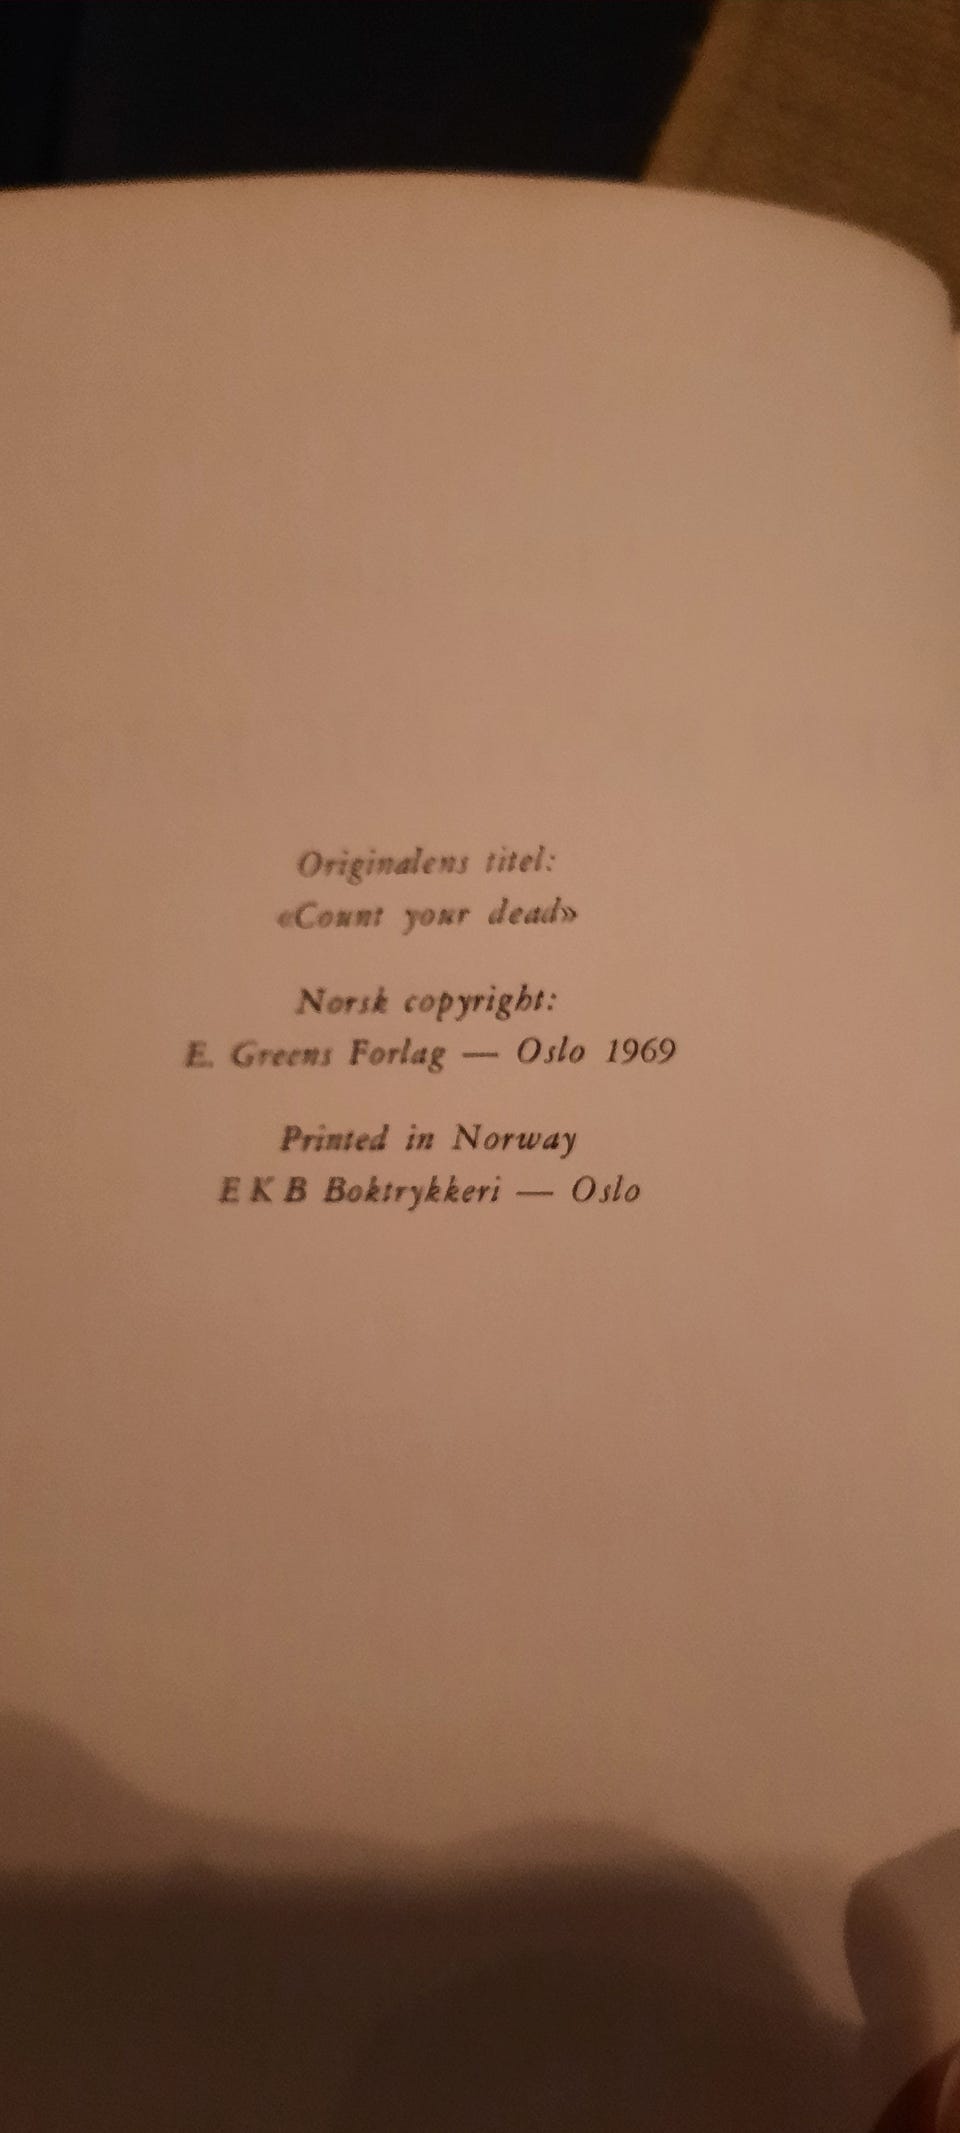 Originalens titel:
«Count your dead»
Norsk copyright:
E. Greens Forlag — Oslo 1969
Printed in Norway
E K B Boktrykkeri — Oslo